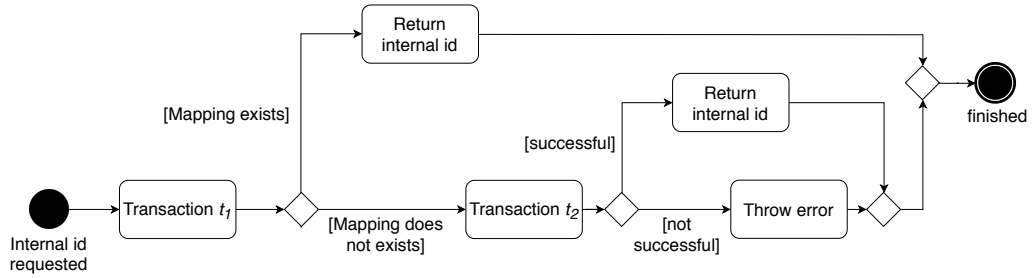 Return
internal id
[Mapping exists]
Return
internal id
finished
[successful]
Transaction t1
Transaction t2
Throw error
[Mapping does
not exists]
[not
successful]
Internal id
requested